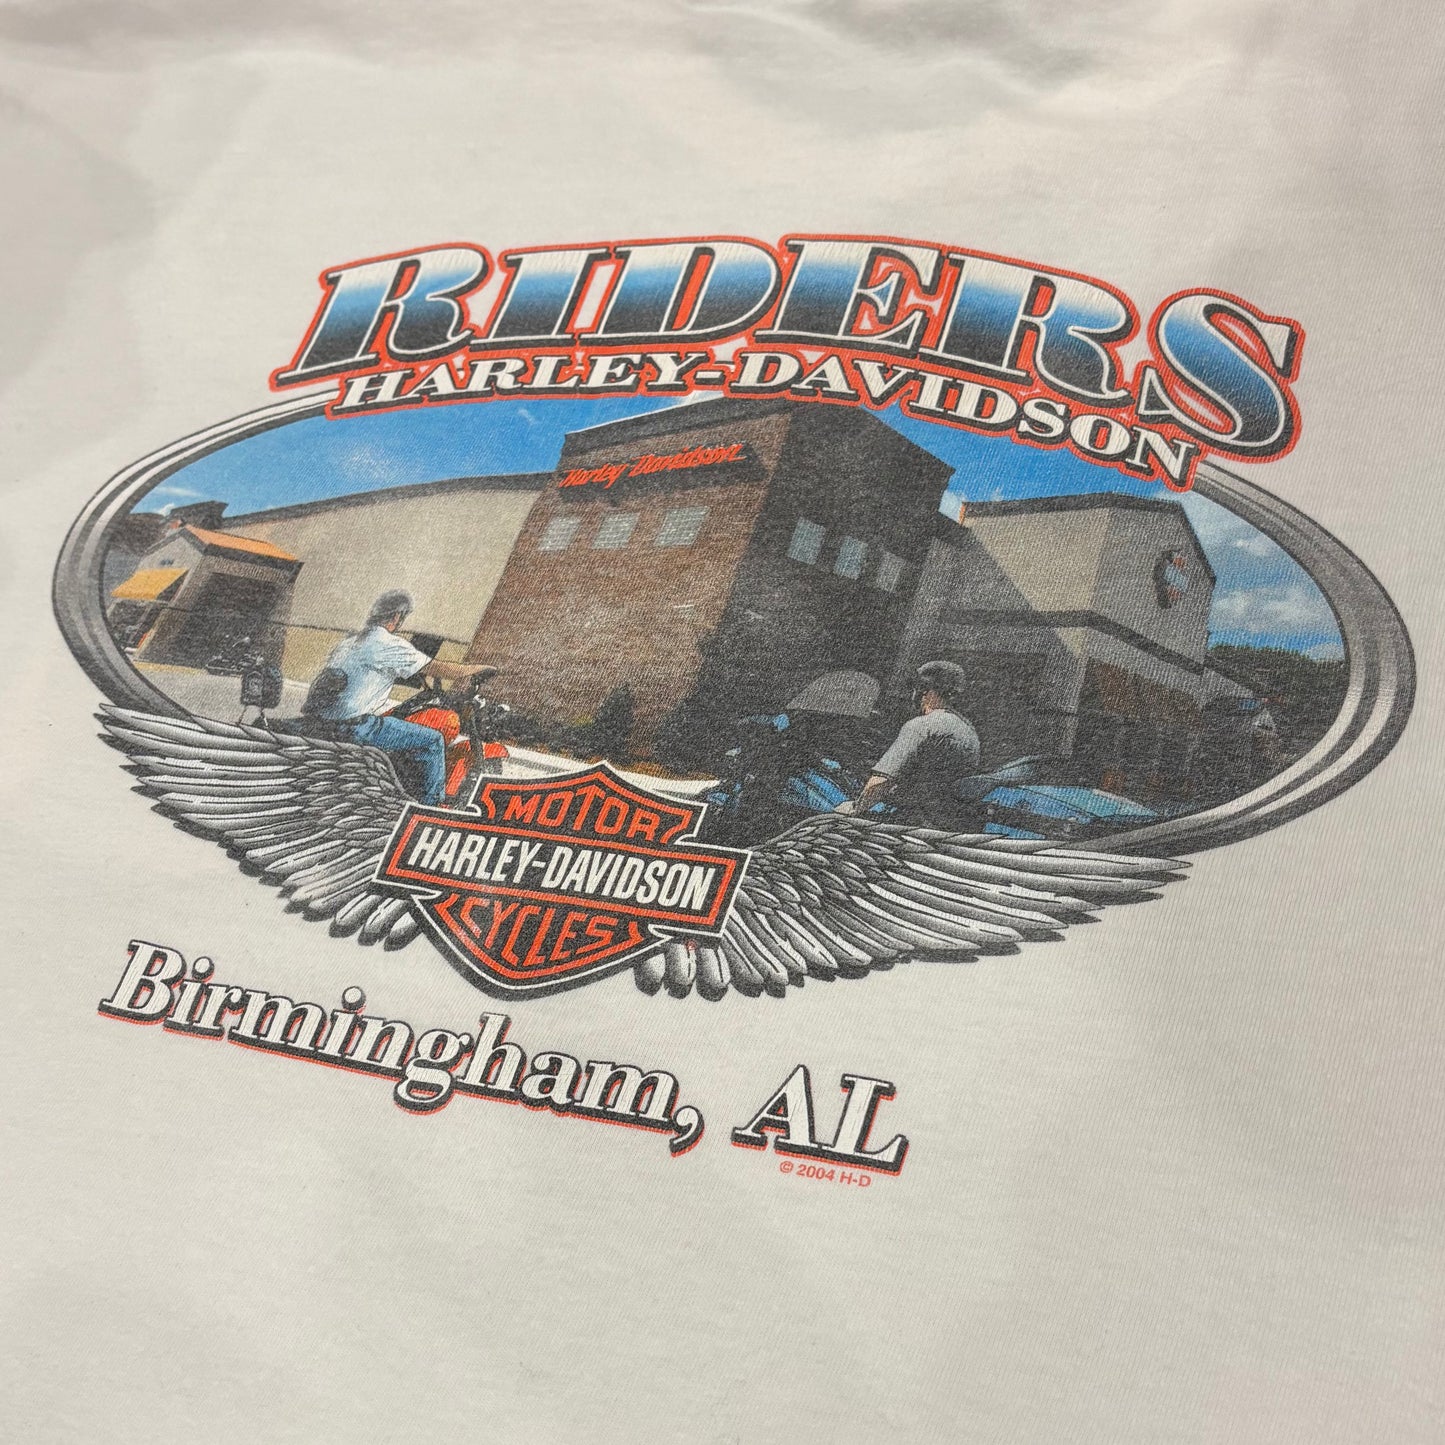 RIDERS
HARLEY-DAVIDSON
Harley-Davidson
MOTOR
HARLEY-DAVIDSON
CYCLES
Birmingham, AL
© 2004 H-D